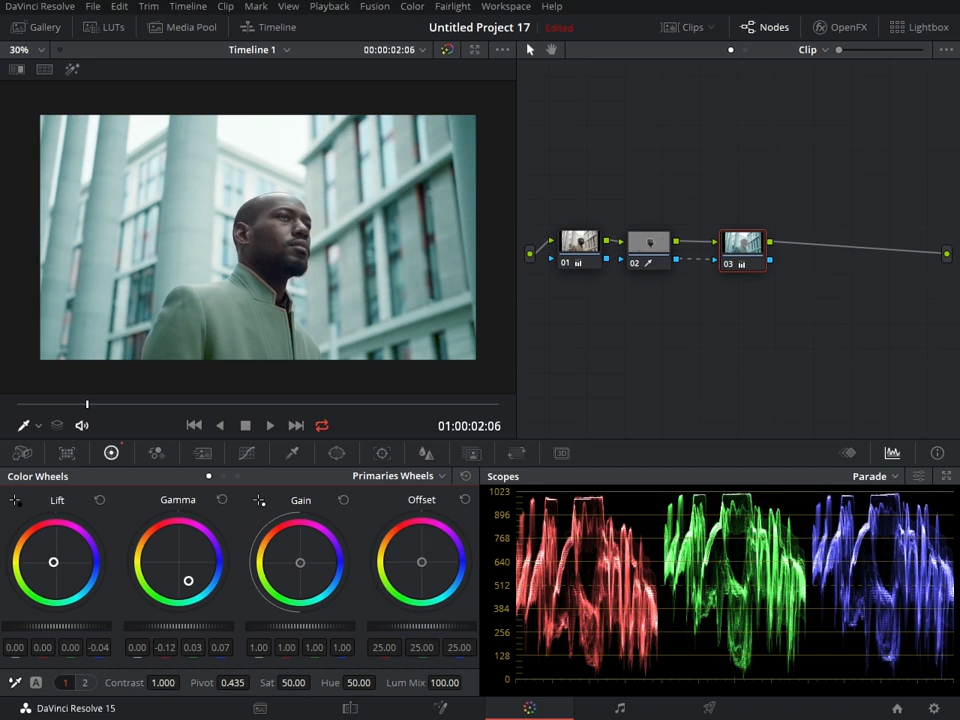 DaVinci Resolve File Edit Trim Timeline Clip Mark View Playback Fusion Color Fairlight Workspace Help
Gallery LUTs Media Pool Timeline Untitled Project 17 Edited Clips Nodes OpenFX Lightbox
30% Timeline 1 00:00:02:06 Clip
01 02 03
01:00:02:06
3D
Color Wheels Primaries Wheels Scopes Parade
Lift Gamma Gain Offset
1023
896
768
640
512
384
256
128
0
0.00 0.00 0.00 -0.04 0.00 -0.12 0.03 0.07 1.00 1.00 1.00 1.00 25.00 25.00 25.00
A 1 2 Contrast 1.000 Pivot 0.435 Sat 50.00 Hue 50.00 Lum Mix 100.00
DaVinci Resolve 15